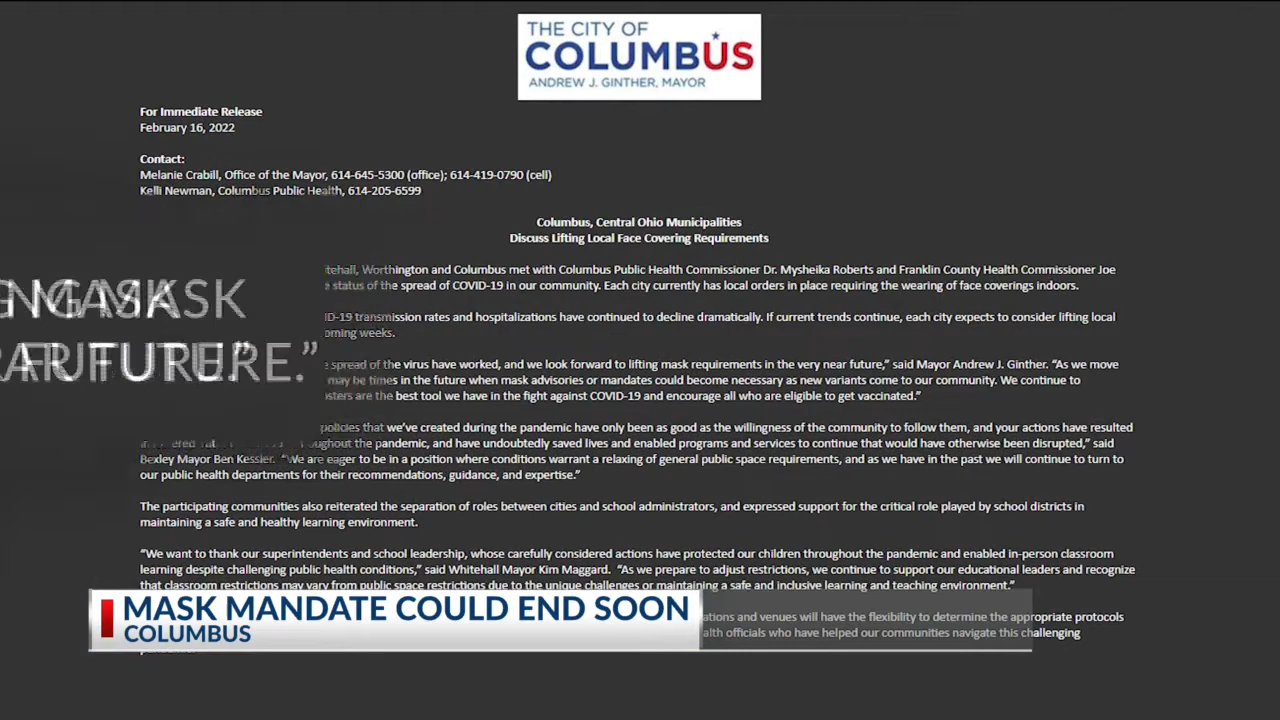 THE CITY OF
COLUMBUS
ANDREW J. GINTHER, MAYOR
For Immediate Release
February 16, 2022
Contact:
Melanie Crabill, Office of the Mayor, 614-645-5300 (office); 614-419-0790 (cell)
Kelli Newman, Columbus Public Health, 614-205-6599
Columbus, Central Ohio Municipalities
Discuss Lifting Local Face Covering Requirements
Worthington and Columbus met with Columbus Public Health Commissioner Dr. Mysheika Roberts and Franklin County Health Commissioner Joe
status of the spread of COVID-19 in our community. Each city currently has local orders in place requiring the wearing of face coverings indoors.
MASK
FUTURE.”
transmission rates and hospitalizations have continued to decline dramatically. If current trends continue, each city expects to consider lifting local
weeks.
spread of the virus have worked, and we look forward to lifting mask requirements in the very near future,” said Mayor Andrew J. Ginther. “As we move
may be times in the future when mask advisories or mandates could become necessary as new variants come to our community. We continue to
are the best tool we have in the fight against COVID-19 and encourage all who are eligible to get vaccinated.”
policies that we’ve created during the pandemic have only been as good as the willingness of the community to follow them, and your actions have resulted
the pandemic, and have undoubtedly saved lives and enabled programs and services to continue that would have otherwise been disrupted,” said
Bexley Mayor Ben Kessler. “We are eager to be in a position where conditions warrant a relaxing of general public space requirements, and as we have in the past we will continue to turn to
our public health departments for their recommendations, guidance, and expertise.”
The participating communities also reiterated the separation of roles between cities and school administrators, and expressed support for the critical role played by school districts in
maintaining a safe and healthy learning environment.
“We want to thank our superintendents and school leadership, whose carefully considered actions have protected our children throughout the pandemic and enabled in-person classroom
learning despite challenging public health conditions,” said Whitehall Mayor Kim Maggard. “As we prepare to adjust restrictions, we continue to support our educational leaders and recognize
that classroom restrictions may vary from public space restrictions due to the unique challenges or maintaining a safe and inclusive learning and teaching environment.”
and venues will have the flexibility to determine the appropriate protocols
officials who have helped our communities navigate this challenging
MASK MANDATE COULD END SOON
COLUMBUS